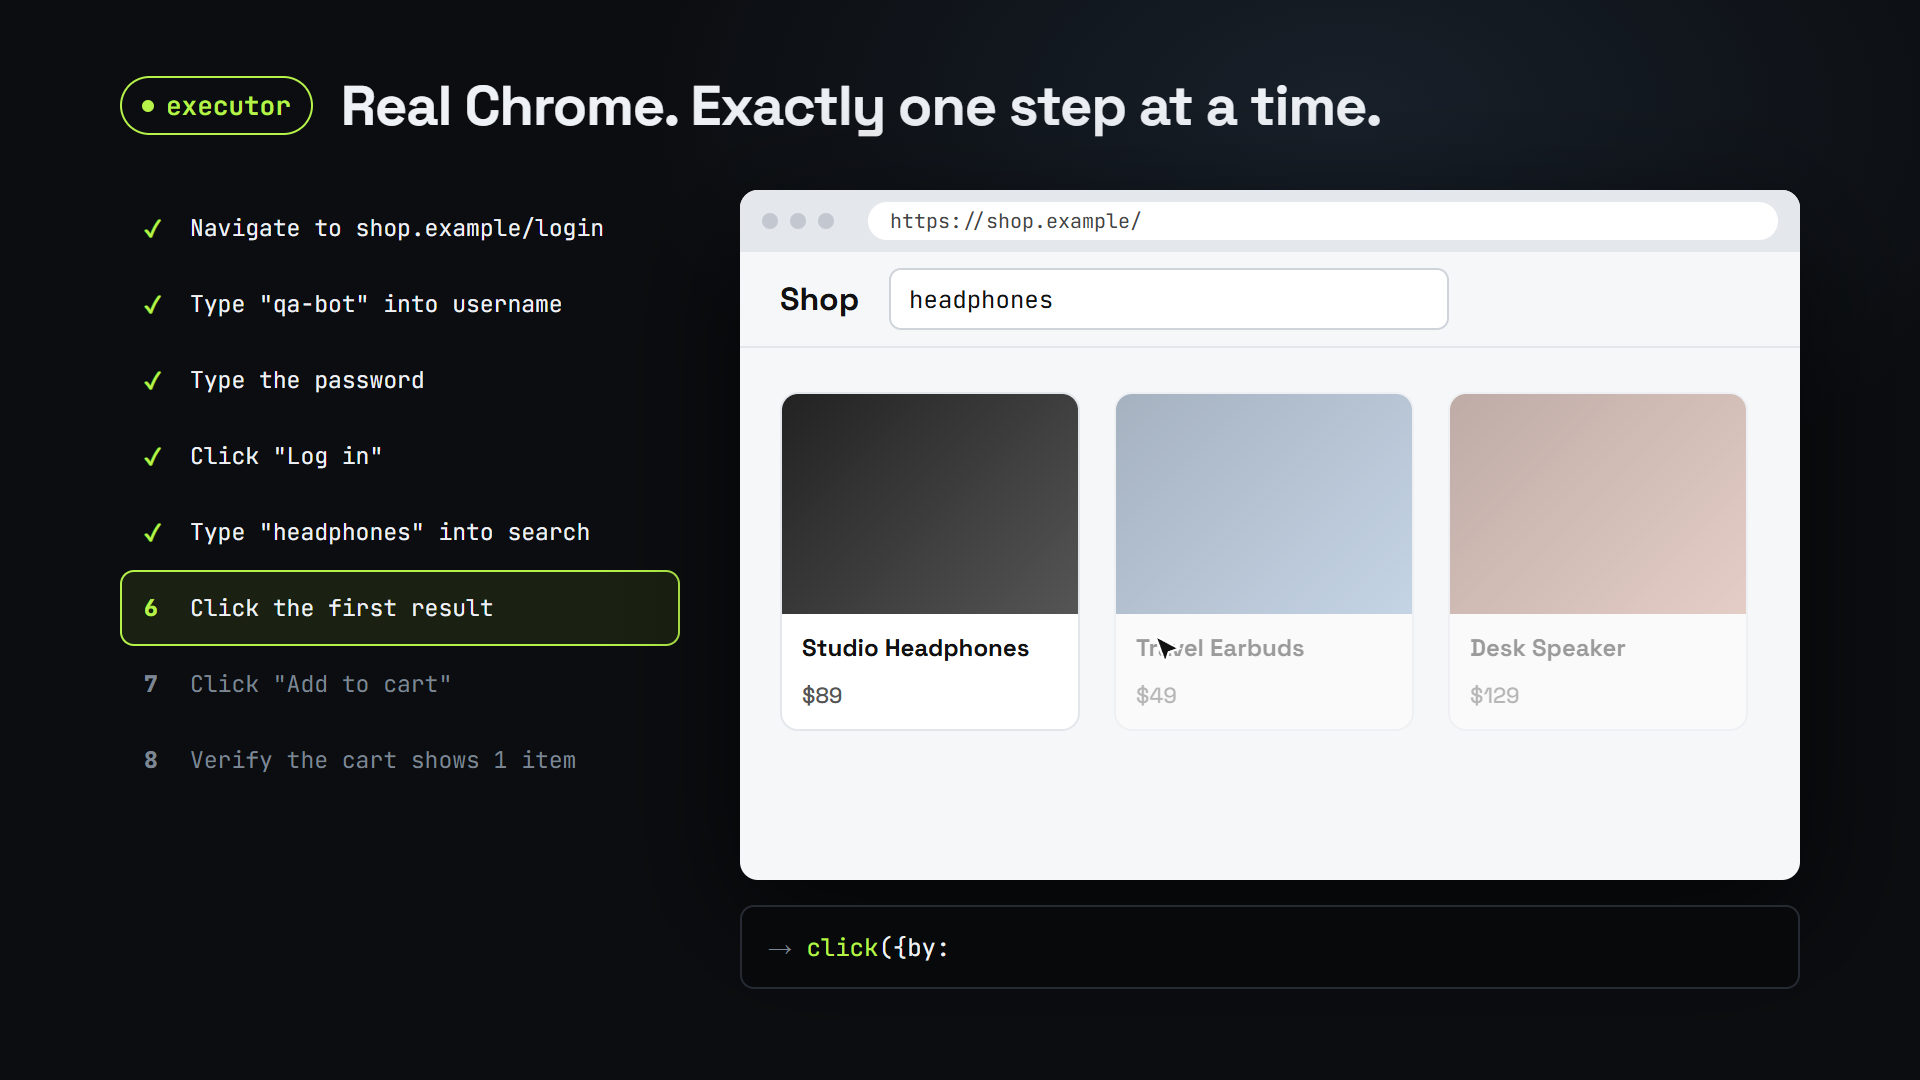 executor
Real Chrome. Exactly one step at a time.
✓ Navigate to shop.example/login
✓ Type "qa-bot" into username
✓ Type the password
✓ Click "Log in"
✓ Type "headphones" into search
6 Click the first result
7 Click "Add to cart"
8 Verify the cart shows 1 item
https://shop.example/
Shop
headphones
Studio Headphones
$89
Travel Earbuds
$49
Desk Speaker
$129
→ click({by: